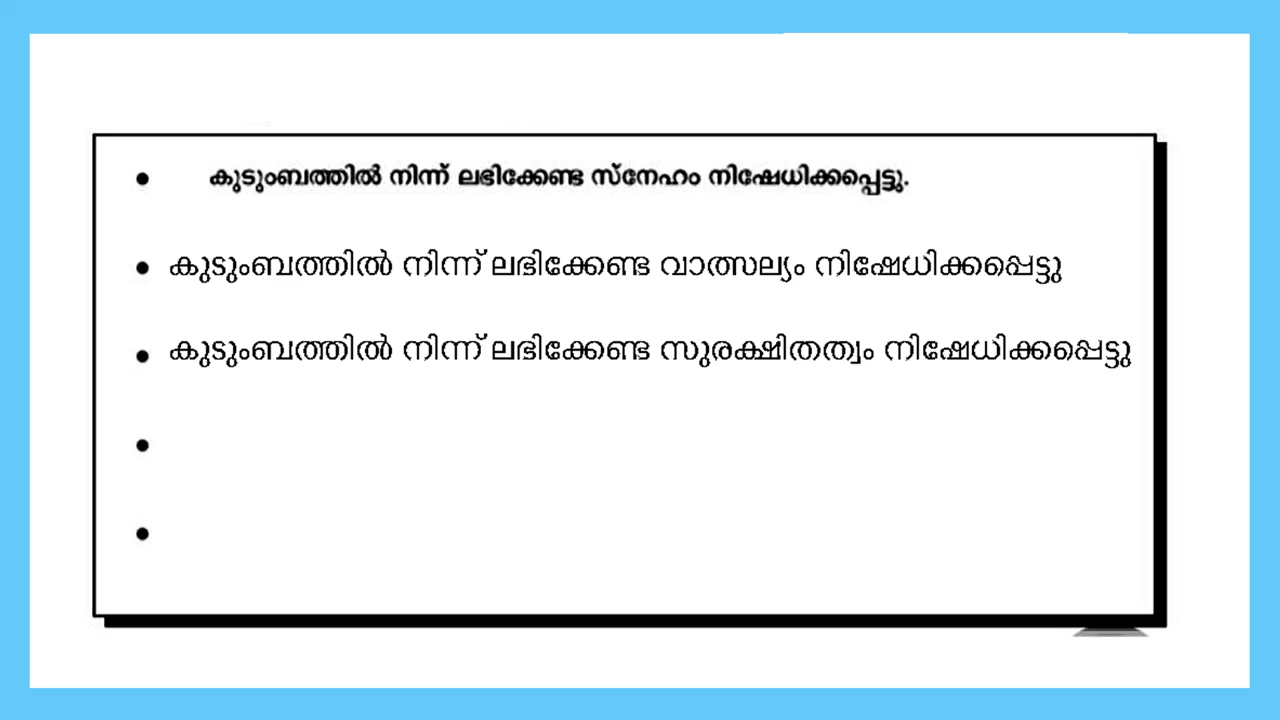 • കുടുംബത്തിൽ നിന്ന് ലഭിക്കേണ്ട സ്നേഹം നിഷേധിക്കപ്പെട്ടു.
• കുടുംബത്തിൽ നിന്ന് ലഭിക്കേണ്ട വാത്സല്യം നിഷേധിക്കപ്പെട്ടു
• കുടുംബത്തിൽ നിന്ന് ലഭിക്കേണ്ട സുരക്ഷിതത്വം നിഷേധിക്കപ്പെട്ടു